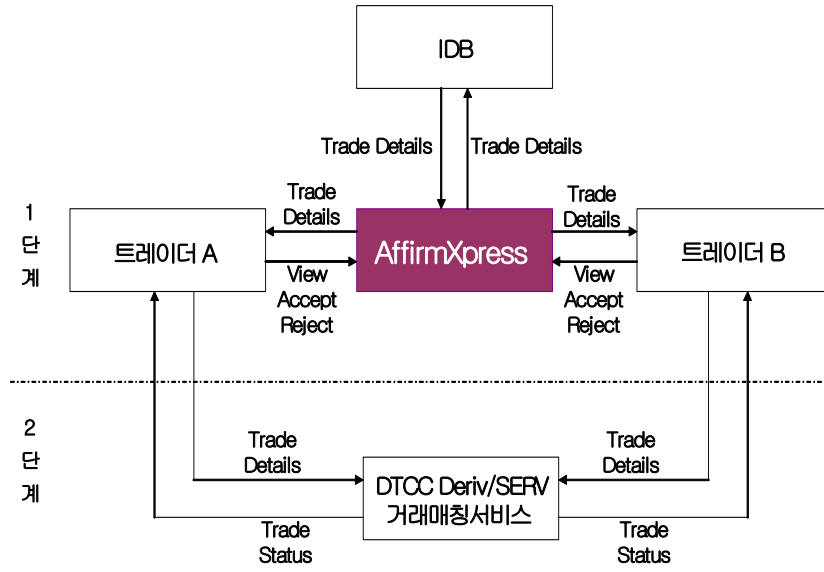 IDB
Trade Details
Trade Details
1
단
계
Trade
Details
Trade
Details
트레이더 A
AffirmXpress
트레이더 B
View
Accept
Reject
View
Accept
Reject
2
단
계
Trade
Details
Trade
Details
DTCC Deriv/SERV
거래매칭서비스
Trade
Status
Trade
Status